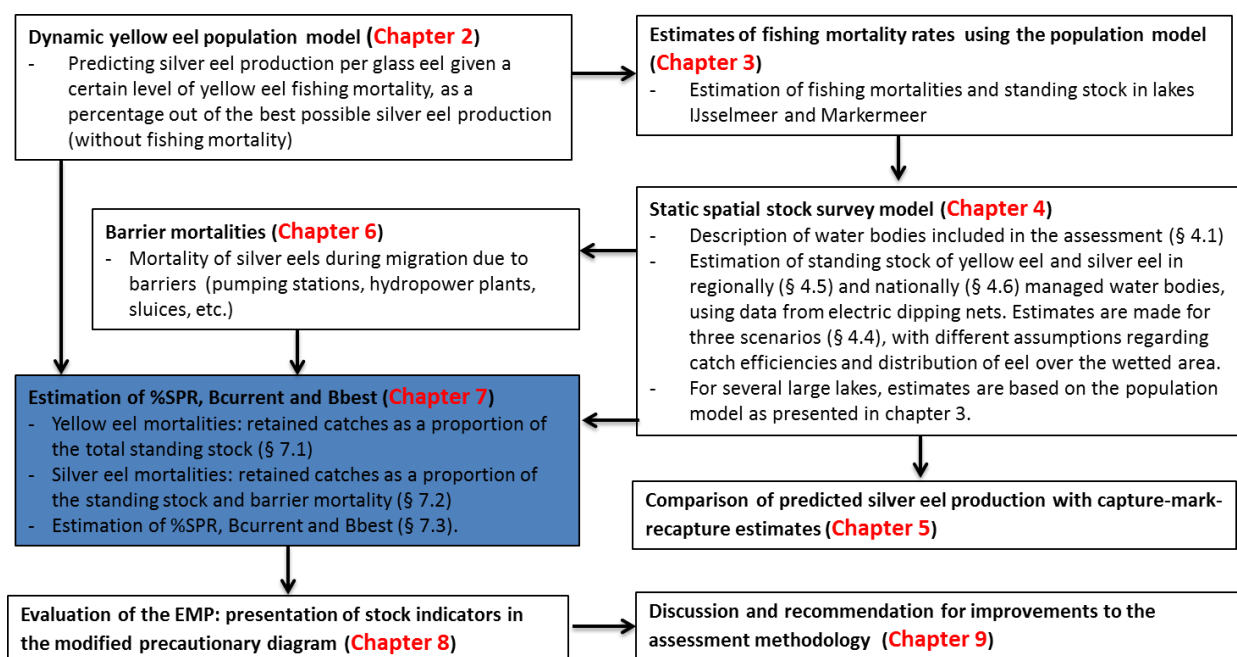 Dynamic yellow eel population model (Chapter 2)
- Predicting silver eel production per glass eel given a
certain level of yellow eel fishing mortality, as a
percentage out of the best possible silver eel production
(without fishing mortality)
Estimates of fishing mortality rates using the population model
(Chapter 3)
- Estimation of fishing mortalities and standing stock in lakes
IJsselmeer and Markermeer
Static spatial stock survey model (Chapter 4)
- Description of water bodies included in the assessment (§ 4.1)
- Estimation of standing stock of yellow eel and silver eel in
regionally (§ 4.5) and nationally (§ 4.6) managed water bodies,
using data from electric dipping nets. Estimates are made for
three scenarios (§ 4.4), with different assumptions regarding
catch efficiencies and distribution of eel over the wetted area.
- For several large lakes, estimates are based on the population
model as presented in chapter 3.
Barrier mortalities (Chapter 6)
- Mortality of silver eels during migration due to
barriers (pumping stations, hydropower plants,
sluices, etc.)
Estimation of %SPR, Bcurrent and Bbest (Chapter 7)
- Yellow eel mortalities: retained catches as a proportion of
the total standing stock (§ 7.1)
- Silver eel mortalities: retained catches as a proportion of
the standing stock and barrier mortality (§ 7.2)
- Estimation of %SPR, Bcurrent and Bbest (§ 7.3).
Comparison of predicted silver eel production with capture-mark-
recapture estimates (Chapter 5)
Evaluation of the EMP: presentation of stock indicators in
the modified precautionary diagram (Chapter 8)
Discussion and recommendation for improvements to the
assessment methodology (Chapter 9)